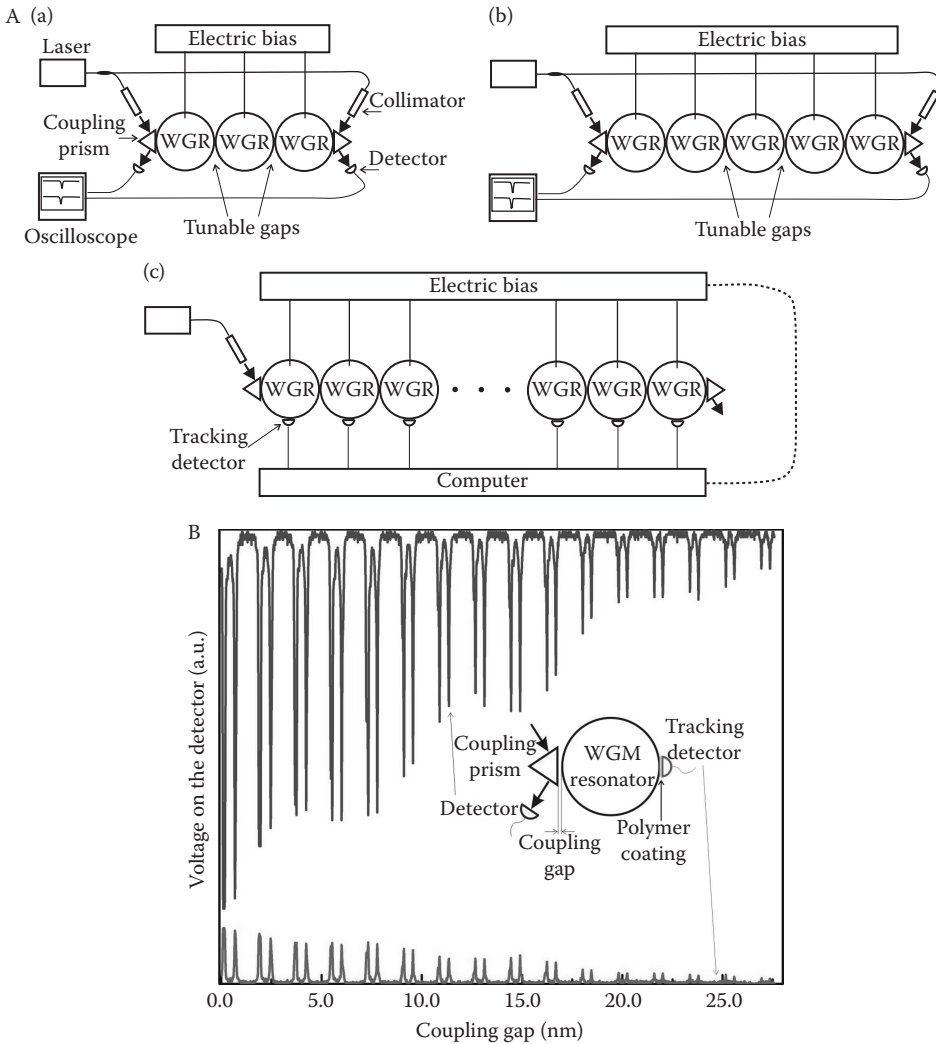 A (a)
Electric bias
Laser
Collimator
Coupling
prism
WGR WGR WGR
Detector
Oscilloscope
Tunable gaps
(b)
Electric bias
WGR WGR WGR WGR WGR
Tunable gaps
(c)
Electric bias
WGR WGR WGR WGR WGR WGR
Tracking
detector
Computer
B
Voltage on the detector (a.u.)
Coupling
prism
WGM
resonator
Tracking
detector
Detector
Coupling
gap
Polymer
coating
0.0 5.0 10.0 15.0 20.0 25.0
Coupling gap (nm)